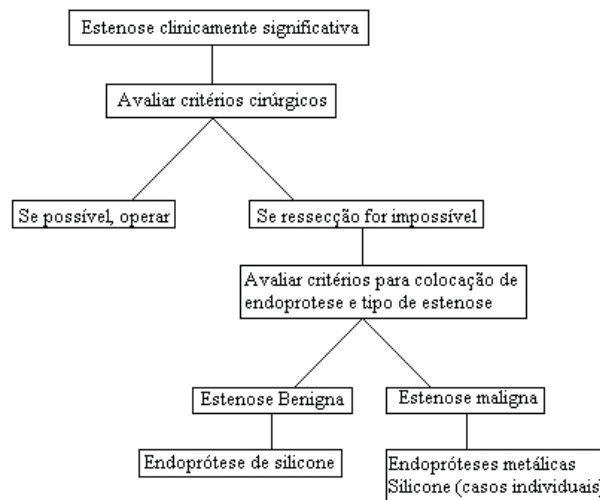 Estenose clinicamente significativa
Avaliar critérios cirúrgicos
Se possível, operar
Se ressecção for impossível
Avaliar critérios para colocação de
endoprotese e tipo de estenose
Estenose Benigna
Estenose maligna
Endoprótese de silicone
Endopróteses metálicas
Silicone (casos individuais)